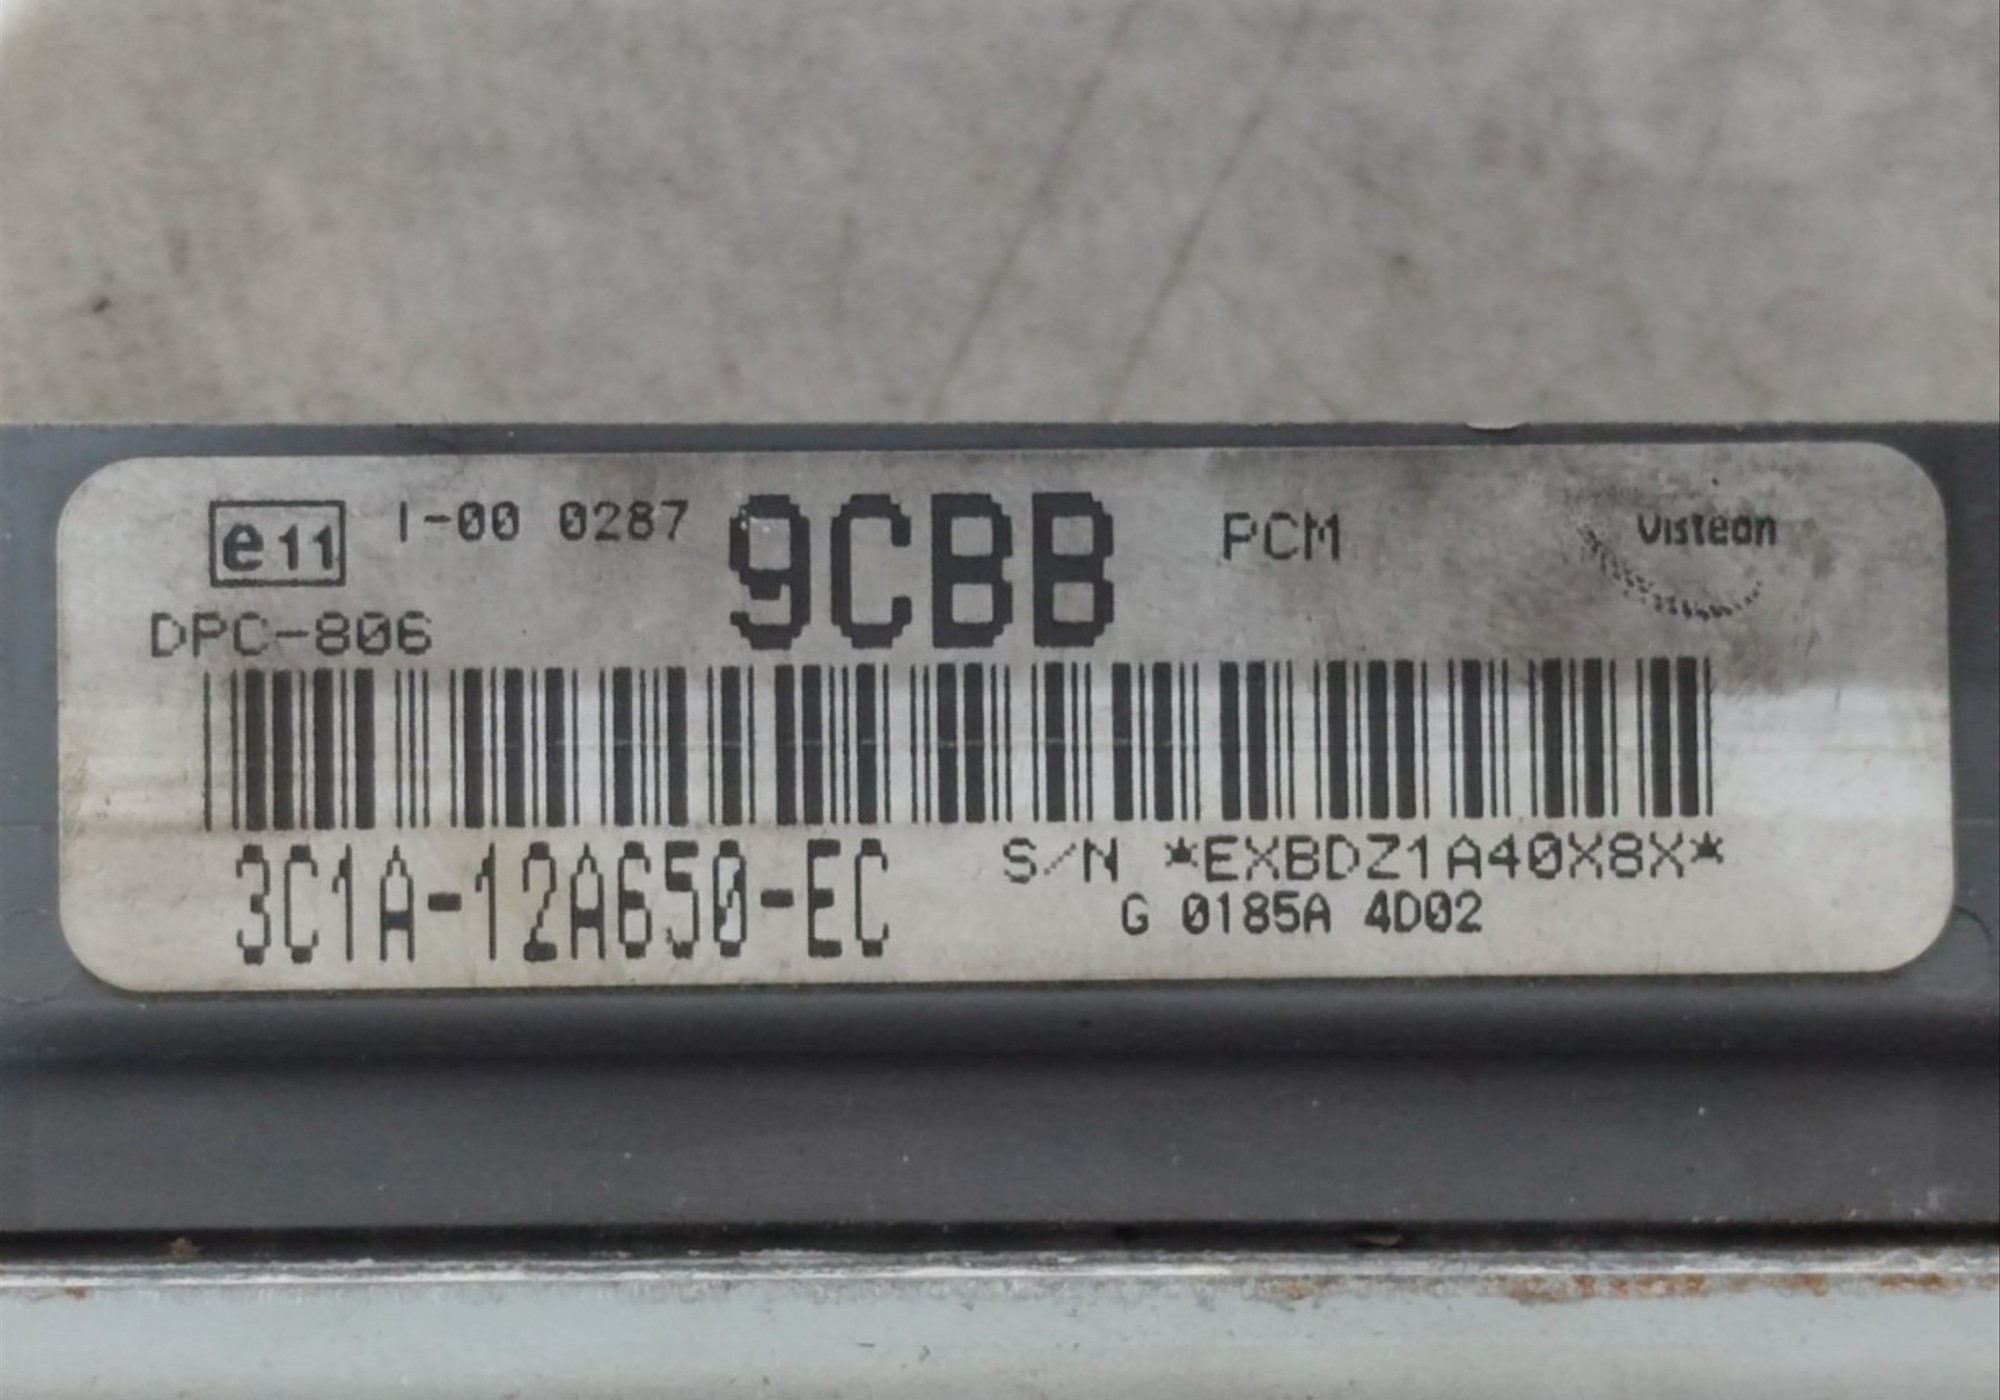 e11 I-00 0287 9CBB PCM Visteon
DPC-806
3C1A-12A650-EC S/N *EXBDZ1A40X8X*
G 0185A 4D02